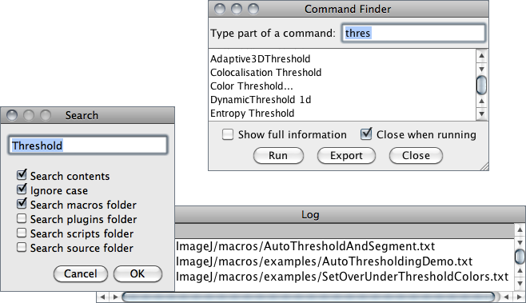 Command Finder
Type part of a command: thres
Adaptive3DThreshold
Colocalisation Threshold
Color Threshold...
DynamicThreshold 1d
Entropy Threshold
Show full information Close when running
Run Export Close
Search
Threshold
Search contents
Ignore case
Search macros folder
Search plugins folder
Search scripts folder
Search source folder
Cancel OK
Log
ImageJ/macros/AutoThresholdAndSegment.txt
ImageJ/macros/examples/AutoThresholdingDemo.txt
ImageJ/macros/examples/SetOverUnderThresholdColors.txt